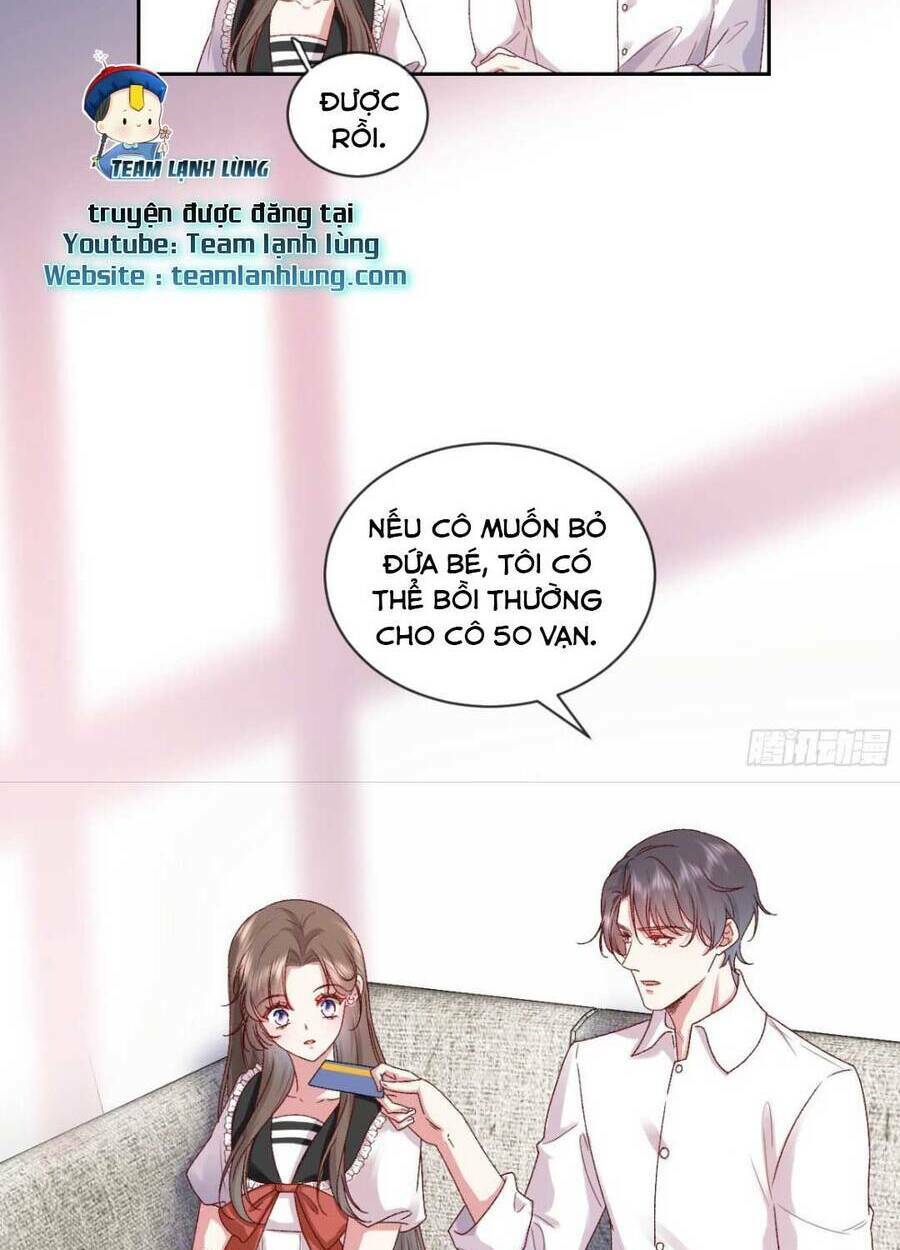 ĐƯỢC
RỒI.
TEAM LẠNH LÙNG
truyện được đăng tại
Youtube: Team lạnh lùng
Website : teamlanhlung.com
NẾU CÔ MUỐN BỎ
ĐỨA BÉ, TÔI CÓ
THỂ BỒI THƯỜNG
CHO CÔ 50 VẠN.
腾讯动漫